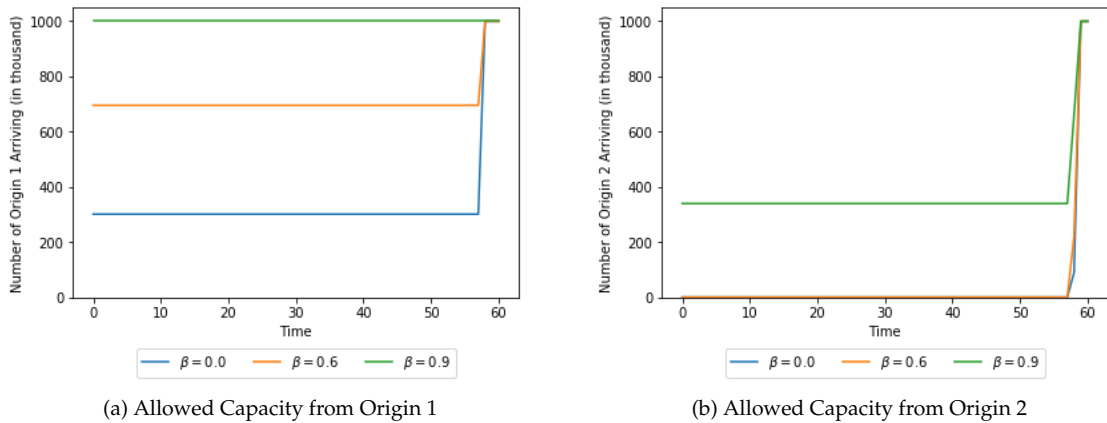 Number of Origin 1 Arriving (in thousand)
1000
800
600
400
200
0
0 10 20 30 40 50 60
Time
β = 0.0 β = 0.6 β = 0.9
(a) Allowed Capacity from Origin 1
Number of Origin 2 Arriving (in thousand)
1000
800
600
400
200
0
0 10 20 30 40 50 60
Time
β = 0.0 β = 0.6 β = 0.9
(b) Allowed Capacity from Origin 2